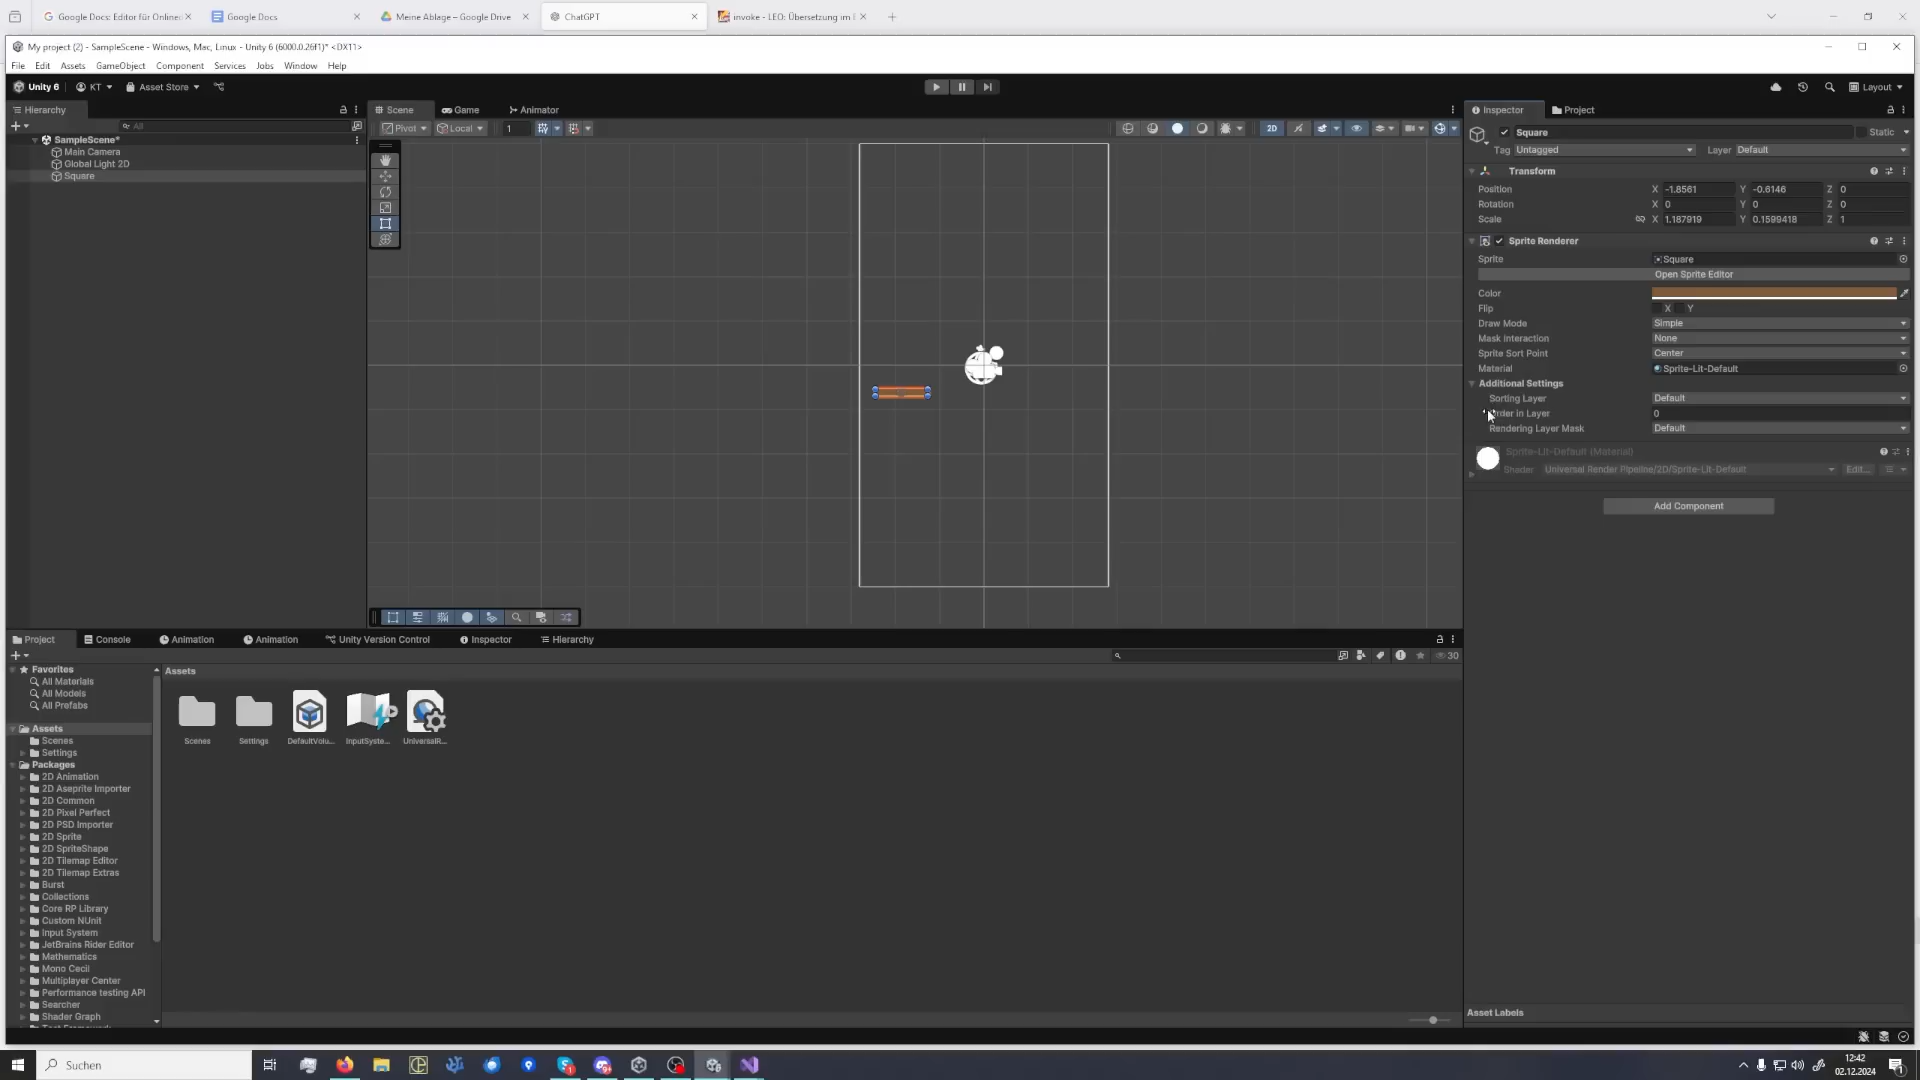 Google Docs: Editor für Online
Google Docs
Meine Ablage – Google Drive
ChatGPT
invoke - LEO: Übersetzung im
My project (2) - SampleScene - Windows, Mac, Linux - Unity 6 (6000.0.26f1)* <DX11>
File Edit Assets GameObject Component Services Jobs Window Help
Unity 6 KT Asset Store Layout
Hierarchy
All
SampleScene*
Main Camera
Global Light 2D
Square
Scene Game Animator
Pivot Local 1 2D
Inspector Project
Square Static
Tag Untagged Layer Default
Transform
Position X -1.8561 Y -0.6146 Z 0
Rotation X 0 Y 0 Z 0
Scale X 1.187919 Y 0.1599418 Z 1
Sprite Renderer
Sprite Square
Open Sprite Editor
Color
Flip X Y
Draw Mode Simple
Mask Interaction None
Sprite Sort Point Center
Material Sprite-Lit-Default
Additional Settings
Sorting Layer Default
Order in Layer 0
Rendering Layer Mask Default
Sprite-Lit-Default (Material)
Shader Universal Render Pipeline/2D/Sprite-Lit-Default Edit...
Add Component
Asset Labels
Project Console Animation Animation Unity Version Control Inspector Hierarchy
30
Favorites
All Materials
All Models
All Prefabs
Assets
Scenes
Settings
Packages
2D Animation
2D Aseprite Importer
2D Common
2D Pixel Perfect
2D PSD Importer
2D Sprite
2D SpriteShape
2D Tilemap Editor
2D Tilemap Extras
Burst
Collections
Core RP Library
Custom NUnit
Input System
JetBrains Rider Editor
Mathematics
Mono Cecil
Multiplayer Center
Performance testing API
Searcher
Shader Graph
Assets
Scenes Settings DefaultVolu... InputSyste... UniversalR...
Suchen
12:42
02.12.2024